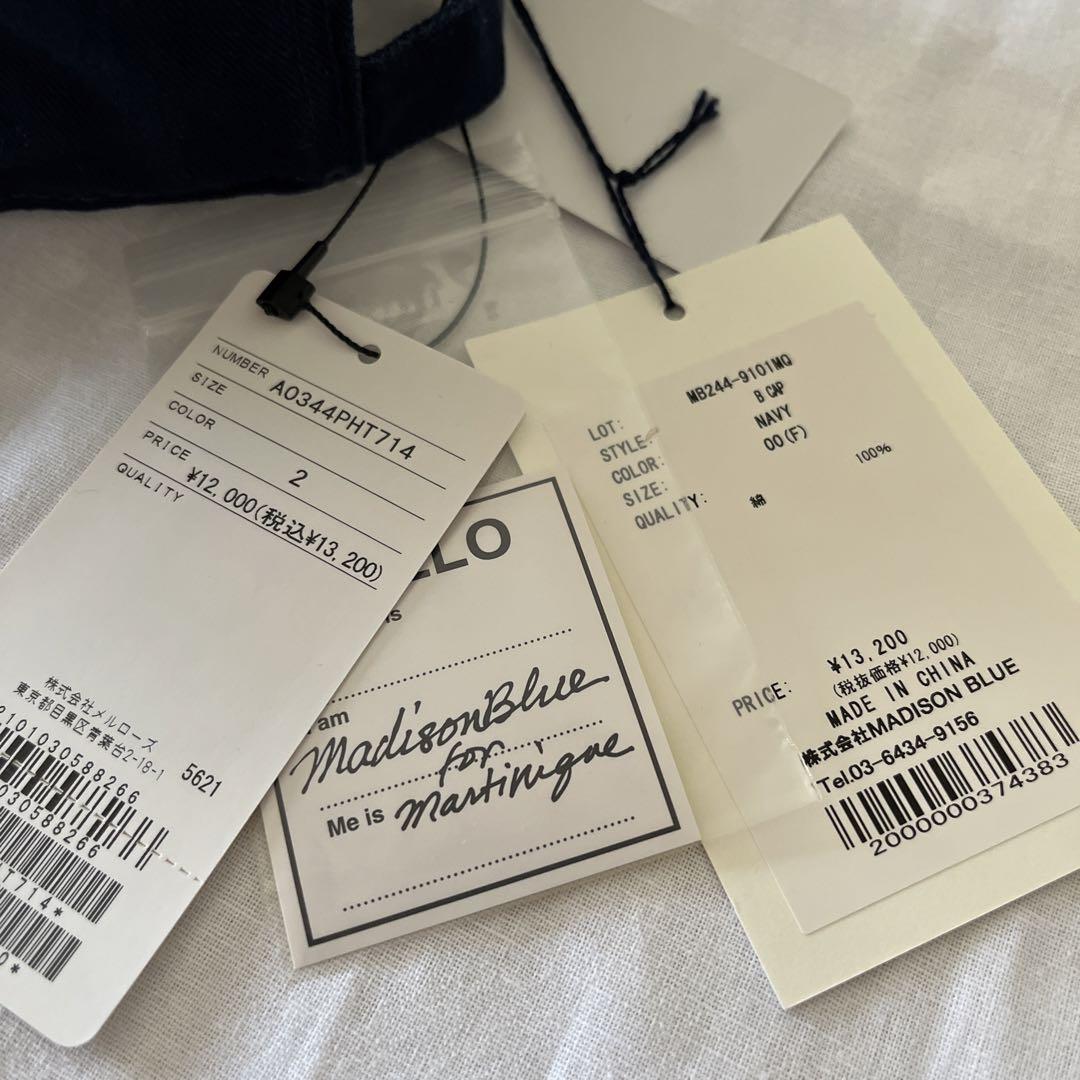 NUMBER A0344PHT714
SIZE
COLOR 2
PRICE ¥12,000(税込¥13,200)
QUALITY
株式会社メルローズ
東京都目黒区青葉台2-18-1 5621
2101030588266
LLO
is
I am
MadisonBlue
for
Me is Martinique
MB244-9101MQ
LOT:
B CAP
STYLE:
NAVY
COLOR:
00(F)
SIZE:
QUALITY: 綿 100%
PRICE: ¥13,200
(税抜価格¥12,000)
MADE IN CHINA
株式会社MADISON BLUE
Tel.03-6434-9156
2000000374383